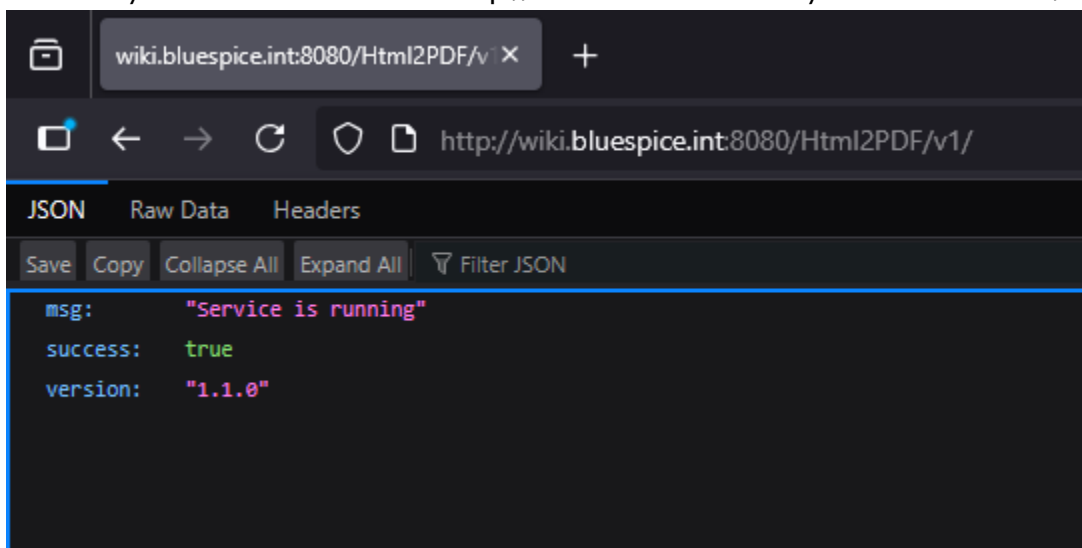 wiki.bluespice.int:8080/Html2PDF/v1
http://wiki.bluespice.int:8080/Html2PDF/v1/
JSON Raw Data Headers
Save Copy Collapse All Expand All Filter JSON
msg: "Service is running"
success: true
version: "1.1.0"